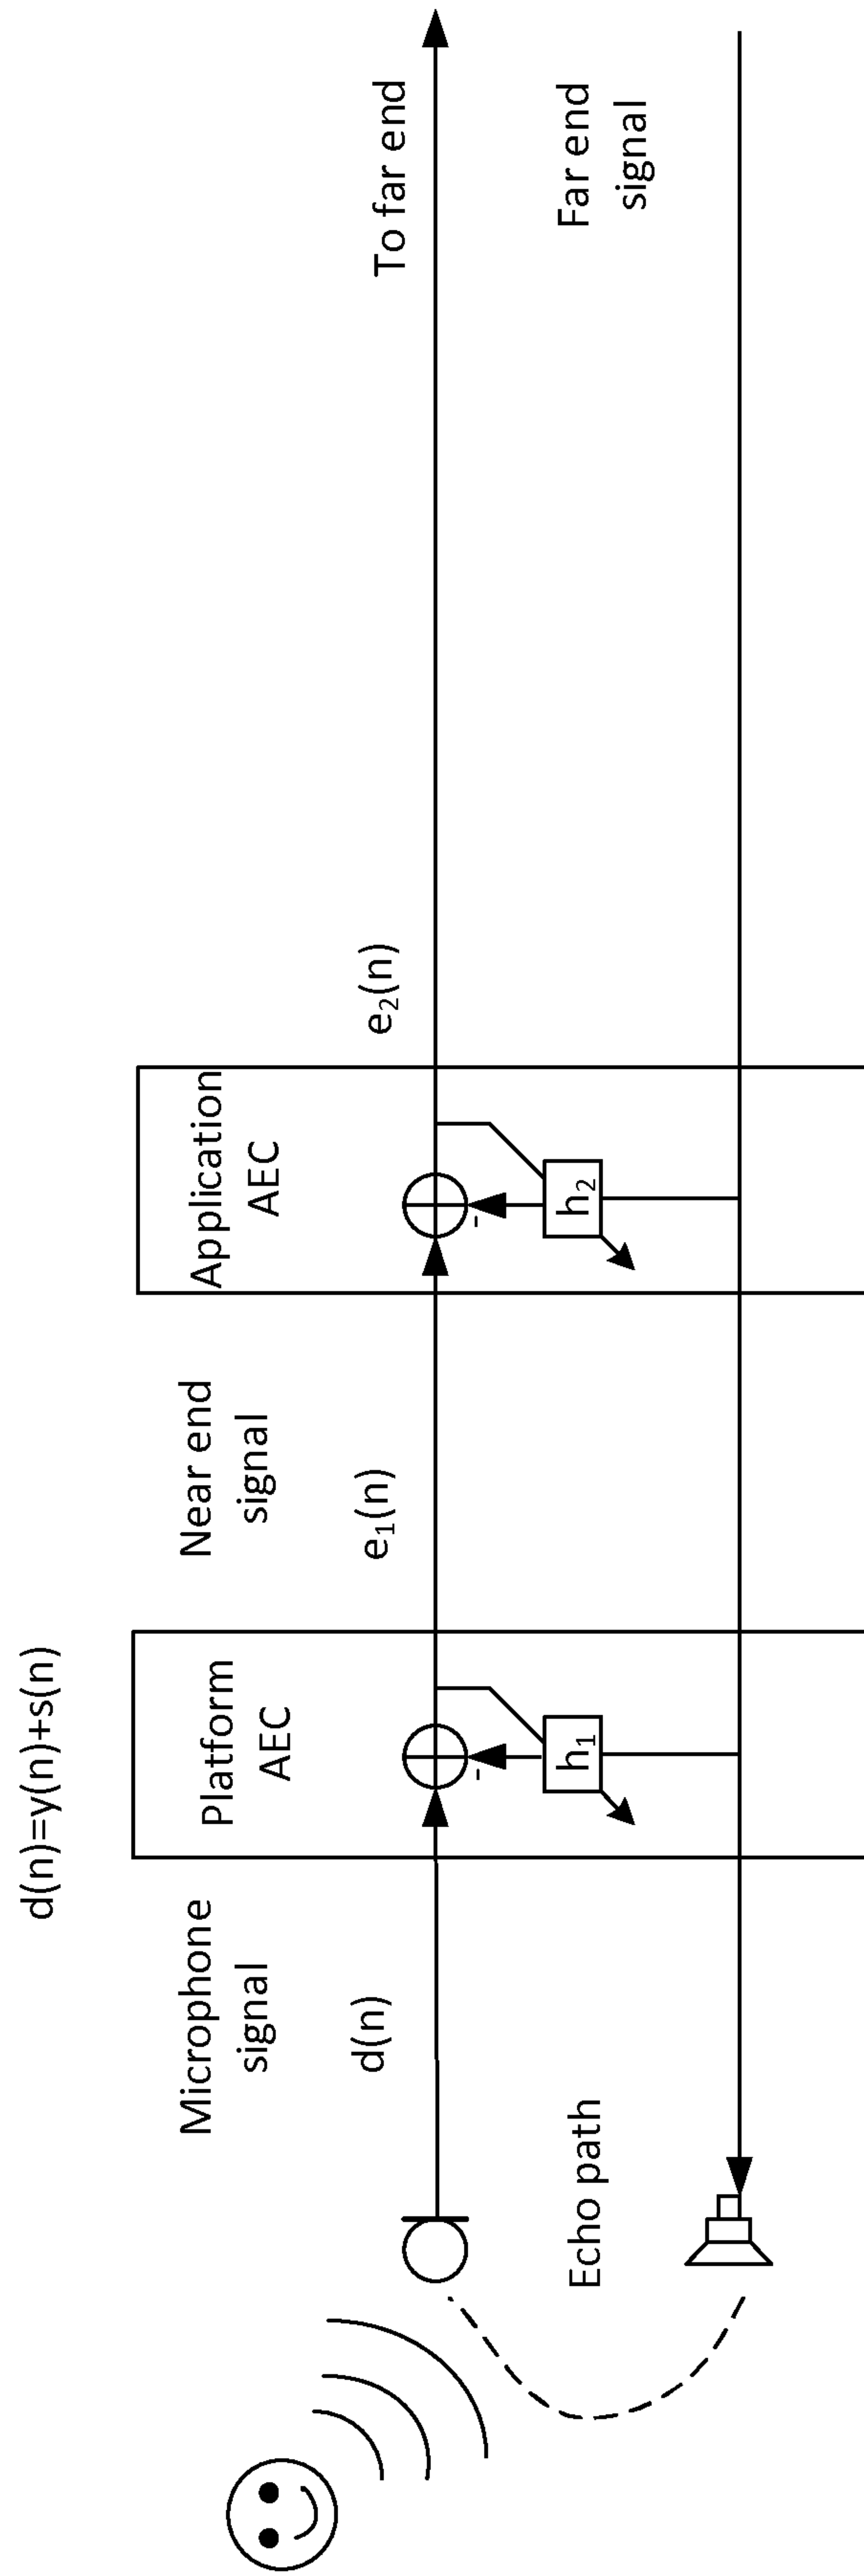 d(n)=y(n)+s(n)
Microphone
signal
Platform
AEC
Near end
signal
Application
AEC
d(n)
e₁(n)
e₂(n)
To far end
-
-
Echo path
h₁
h₂
Far end
signal